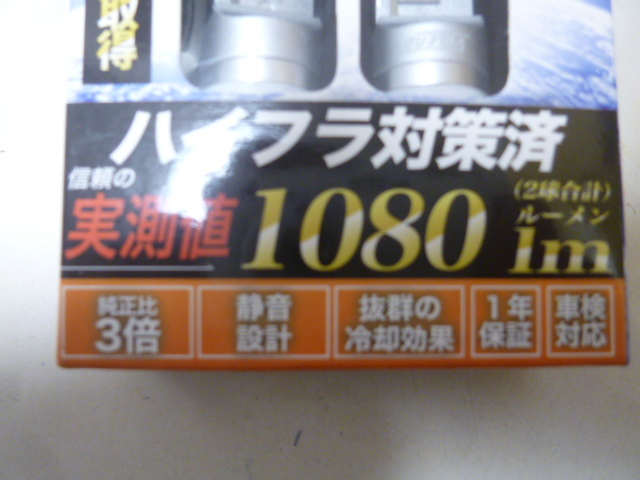 取得
ハイフラ対策済
信頼の
実測値 1080 lm
(2球合計)
ルーメン
純正比
3倍
静音
設計
抜群の
冷却効果
1年
保証
車検
対応